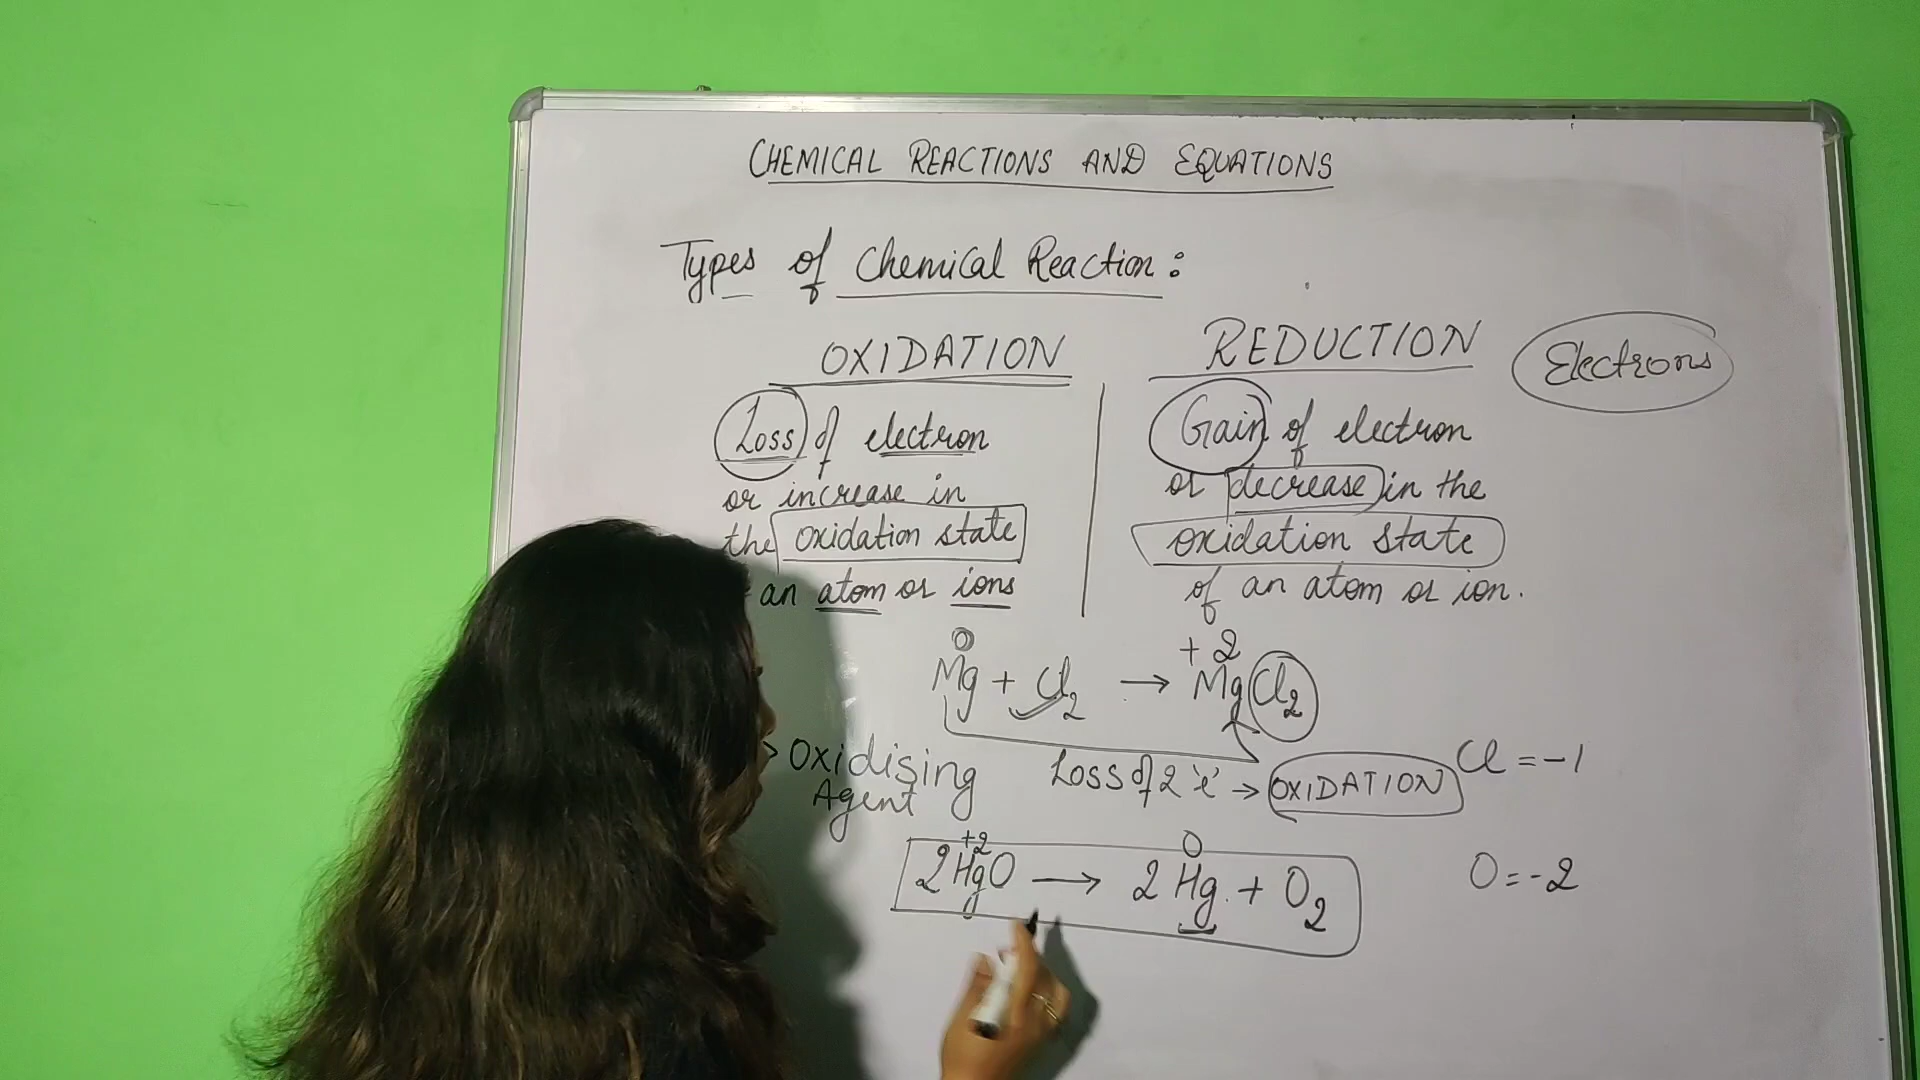 CHEMICAL REACTIONS AND EQUATIONS
Types of Chemical Reaction:
OXIDATION
Loss of electron
or increase in
the oxidation state
an atom or ions
REDUCTION
Gain of electron
or decrease in the
oxidation state
of an atom or ion.
Electrons
0 +2
Mg + Cl₂ → MgCl₂
> Oxidising
Agent
Loss of 2 'e' → OXIDATION
Cl = -1
+2 0
2HgO → 2Hg + O₂
O = -2